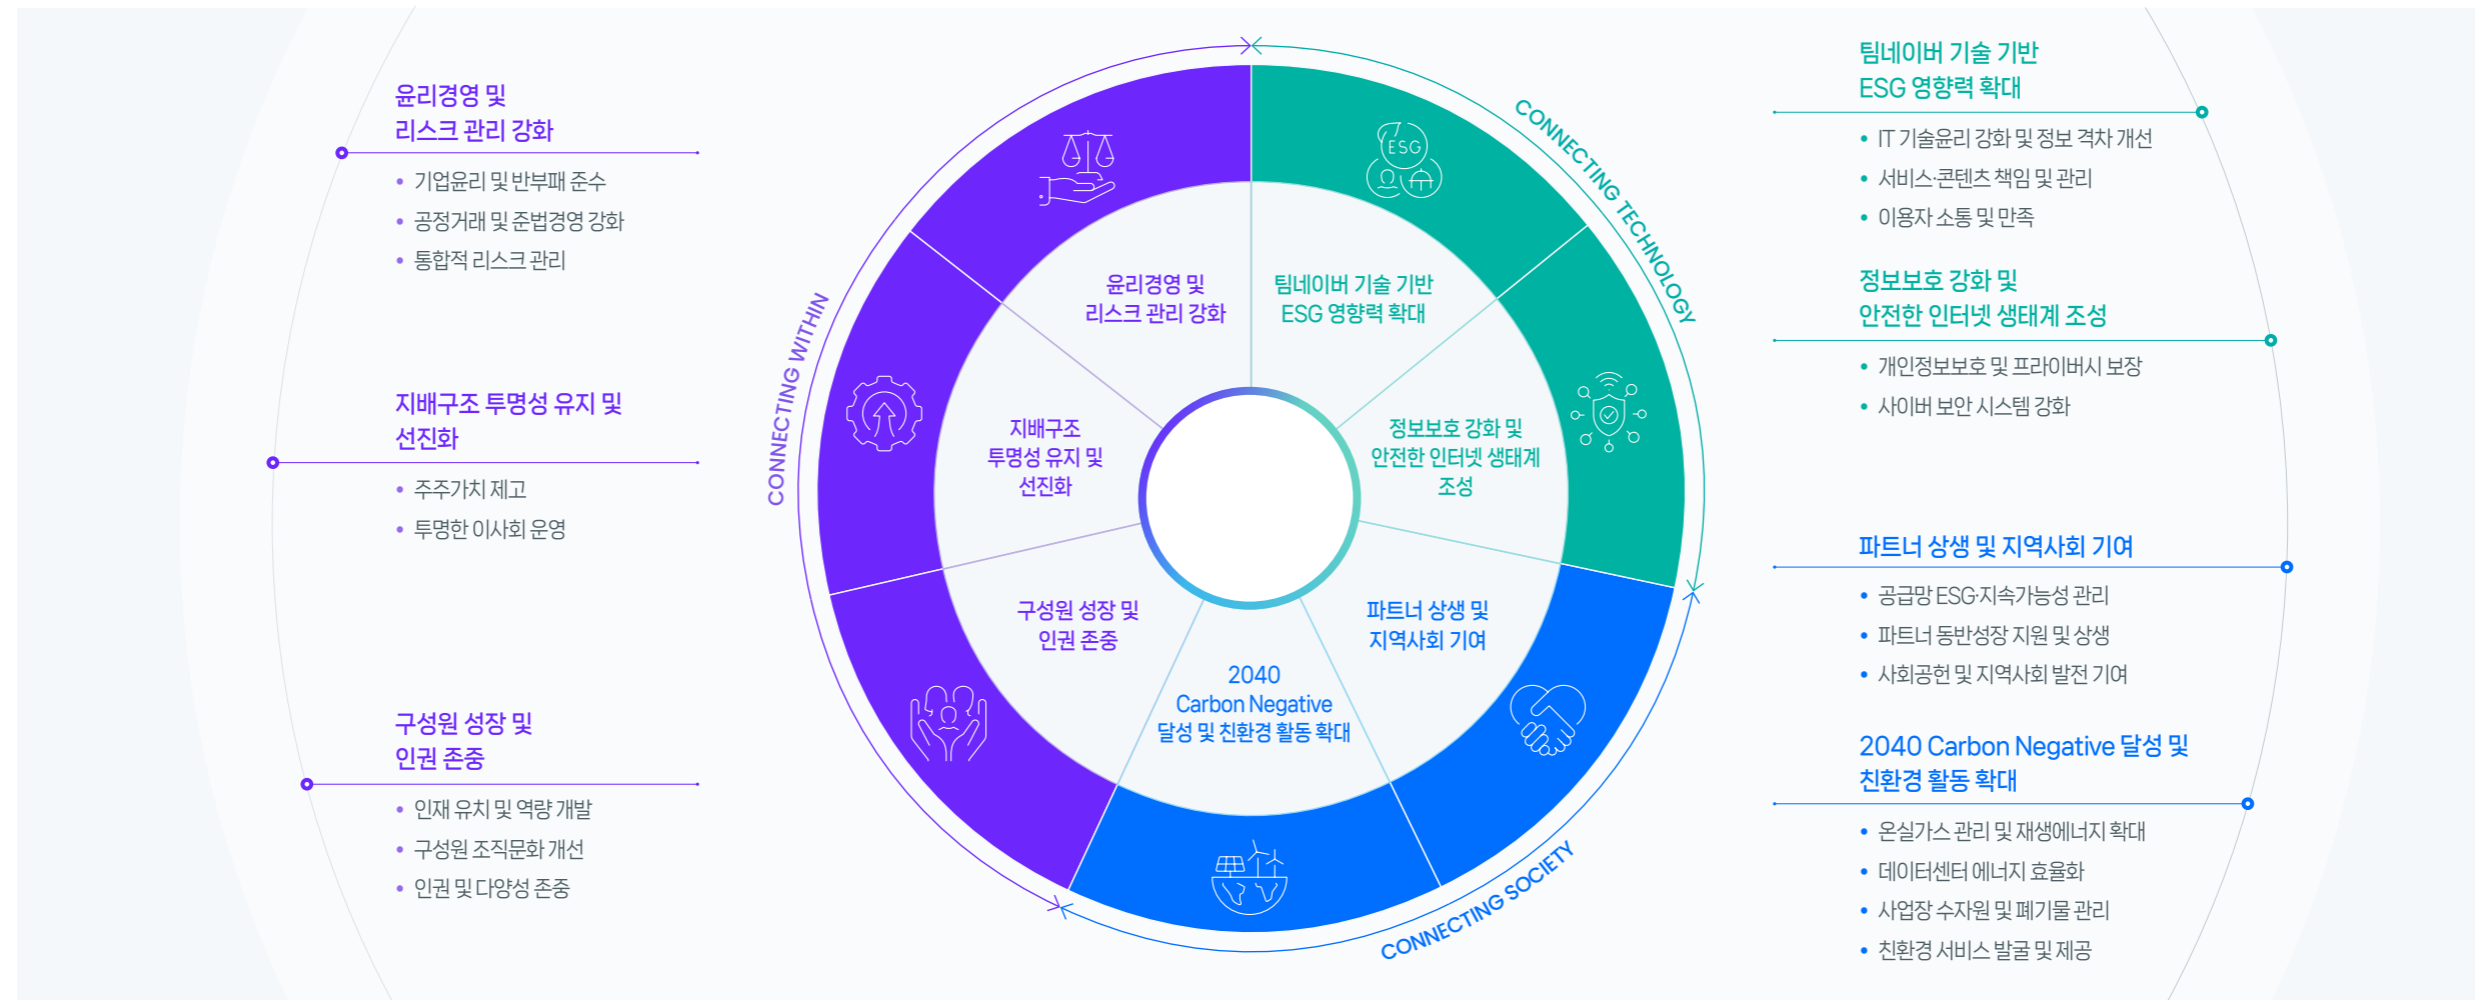 윤리경영 및
리스크 관리 강화
• 기업윤리 및 반부패 준수
• 공정거래 및 준법경영 강화
• 통합적 리스크 관리
지배구조 투명성 유지 및
선진화
• 주주가치 제고
• 투명한 이사회 운영
구성원 성장 및
인권 존중
• 인재 유치 및 역량 개발
• 구성원 조직문화 개선
• 인권 및 다양성 존중
CONNECTING WITHIN
CONNECTING TECHNOLOGY
CONNECTING SOCIETY
ESG
윤리경영 및
리스크 관리 강화
팀네이버 기술 기반
ESG 영향력 확대
지배구조
투명성 유지 및
선진화
정보보호 강화 및
안전한 인터넷 생태계
조성
구성원 성장 및
인권 존중
파트너 상생 및
지역사회 기여
2040
Carbon Negative
달성 및 친환경 활동 확대
팀네이버 기술 기반
ESG 영향력 확대
• IT 기술윤리 강화 및 정보 격차 개선
• 서비스·콘텐츠 책임 및 관리
• 이용자 소통 및 만족
정보보호 강화 및
안전한 인터넷 생태계 조성
• 개인정보보호 및 프라이버시 보장
• 사이버 보안 시스템 강화
파트너 상생 및 지역사회 기여
• 공급망 ESG·지속가능성 관리
• 파트너 동반성장 지원 및 상생
• 사회공헌 및 지역사회 발전 기여
2040 Carbon Negative 달성 및
친환경 활동 확대
• 온실가스 관리 및 재생에너지 확대
• 데이터센터 에너지 효율화
• 사업장 수자원 및 폐기물 관리
• 친환경 서비스 발굴 및 제공